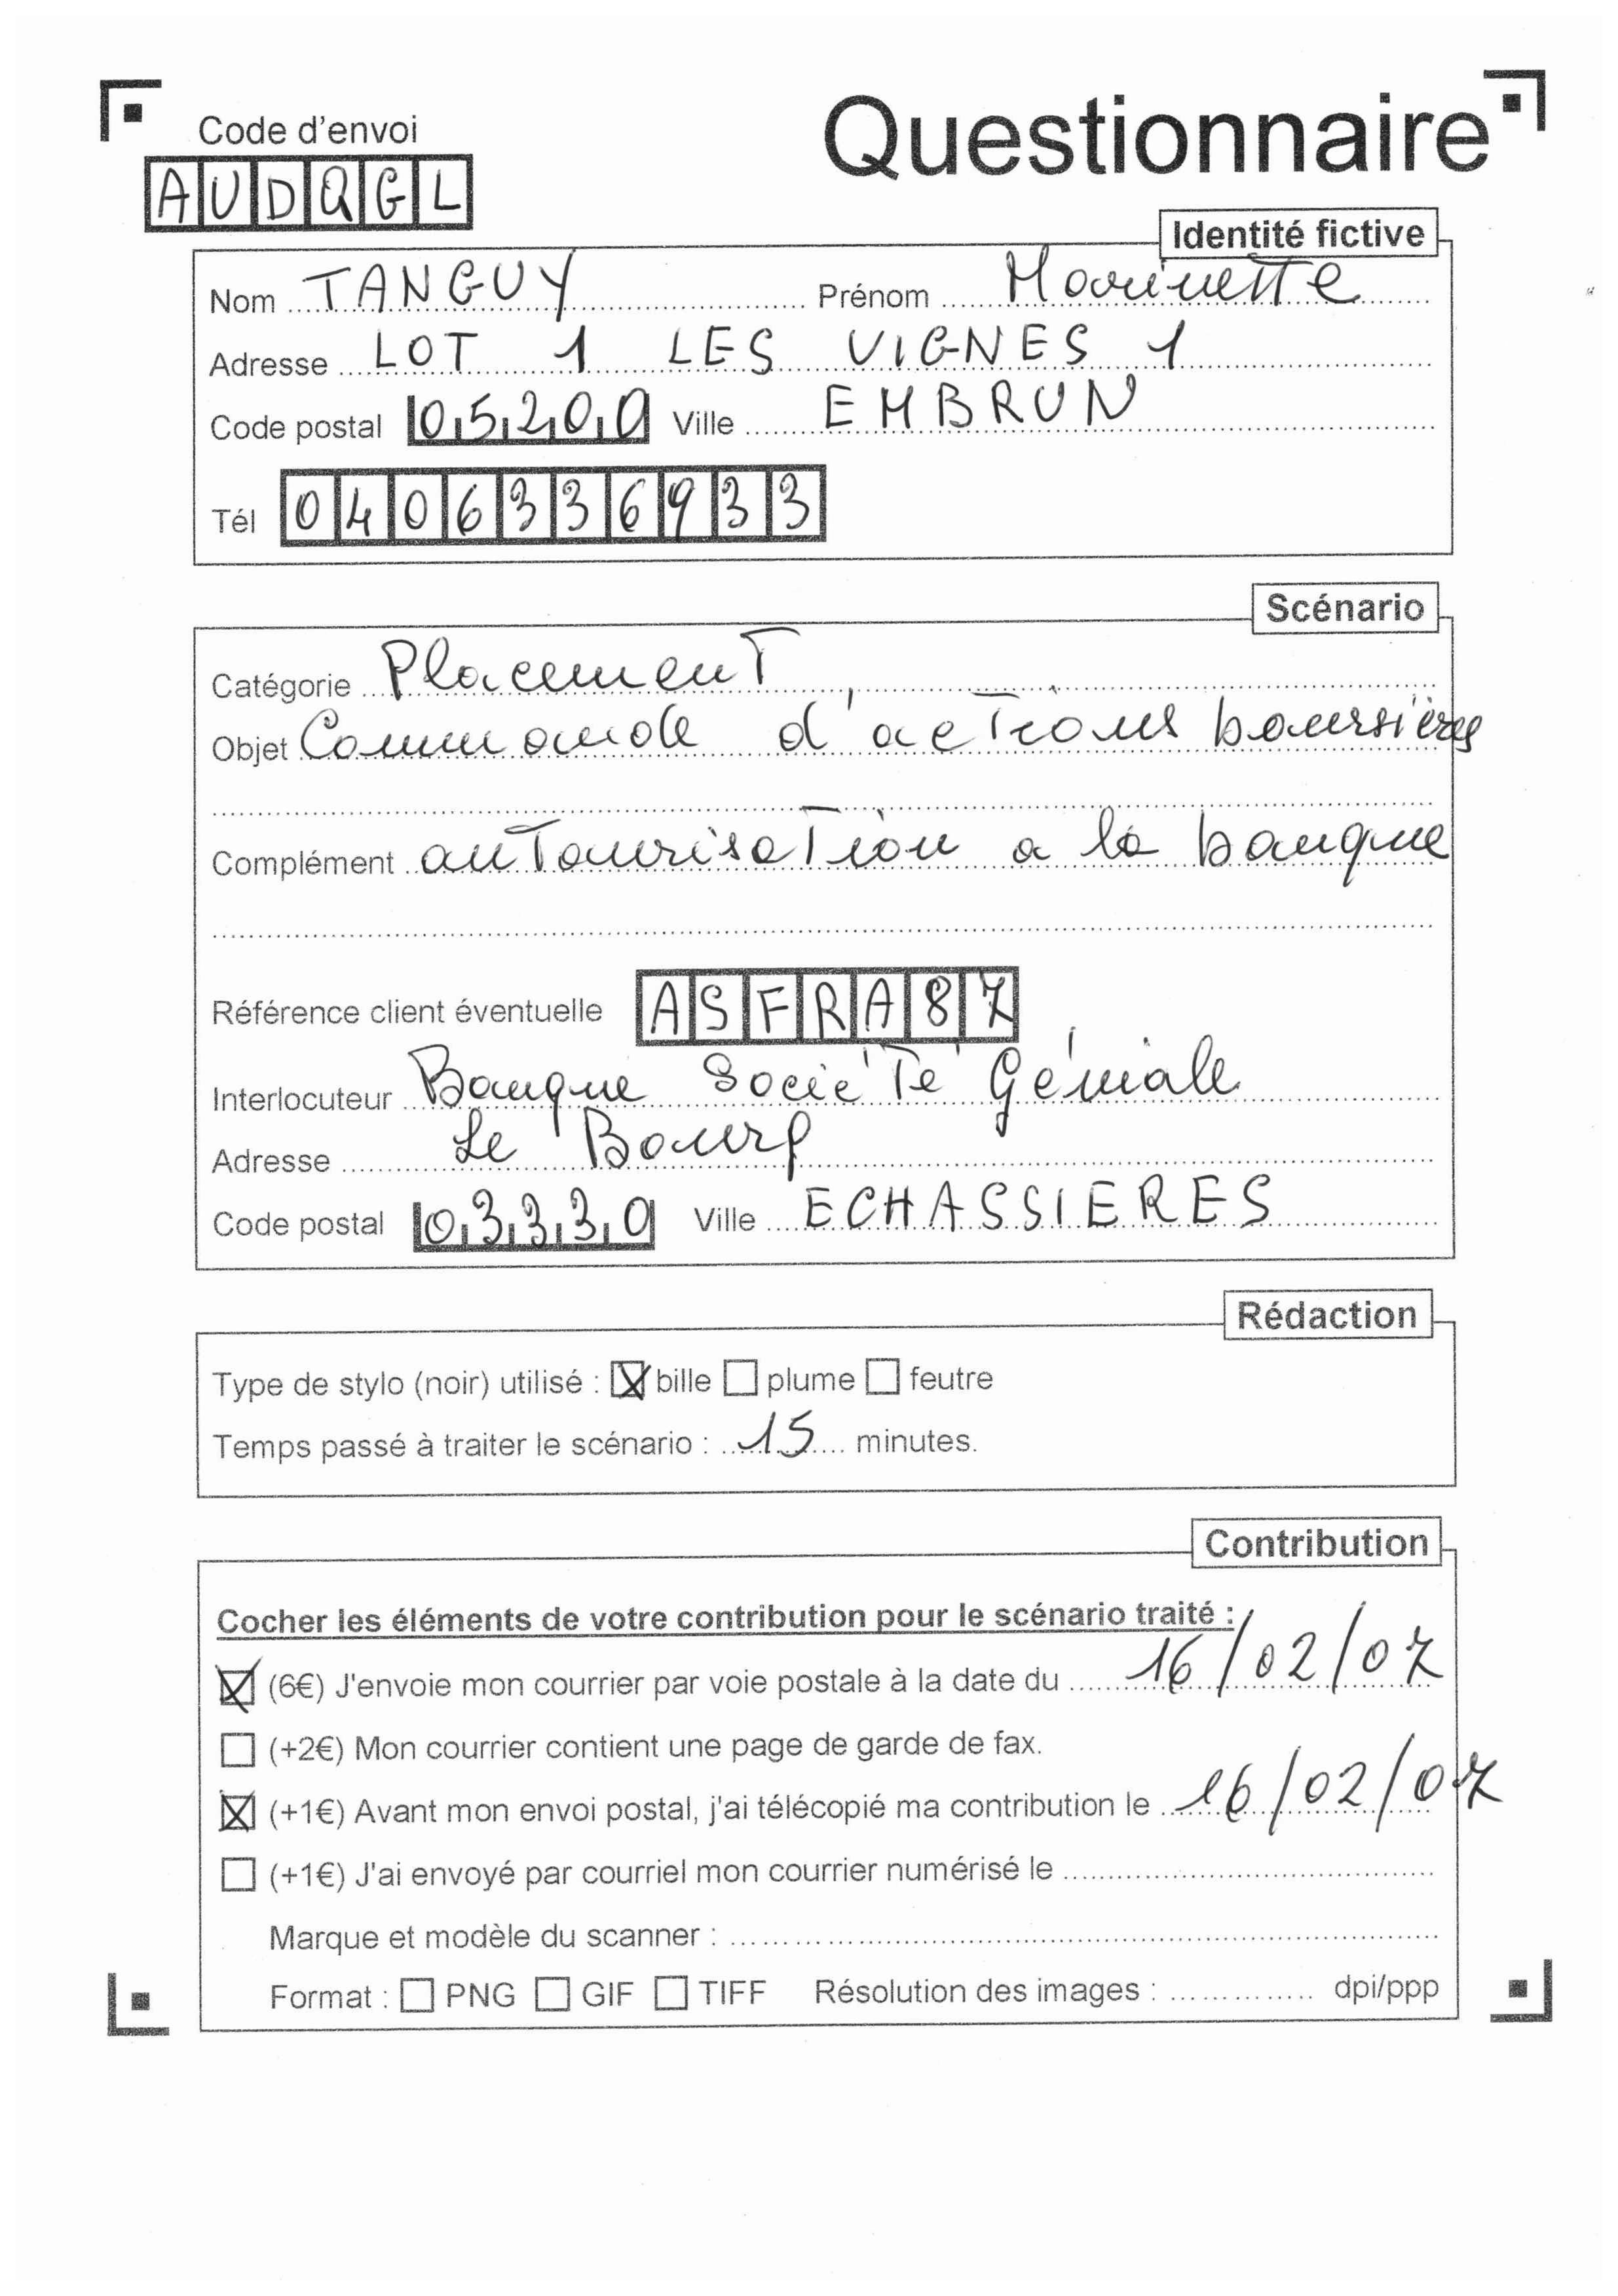 Code d'envoi
Questionnaire
AUDQGL
Identité fictive
Nom TANGUY Prénom Marinette
Adresse LOT 1 LES VIGNES 1
Code postal 05200 Ville EMBRUN
Tél 0406336933
Scénario
Catégorie Placement
Objet Commande d'actions boursières
Complément autourisation a la banque
Référence client éventuelle ASFRA87
Interlocuteur Banque Société Géniale
Adresse Le Bourg
Code postal 03330 Ville ECHASSIERES
Rédaction
Type de stylo (noir) utilisé : bille plume feutre
Temps passé à traiter le scénario : 15 minutes.
Contribution
Cocher les éléments de votre contribution pour le scénario traité :
(6€) J'envoie mon courrier par voie postale à la date du 16/02/07
(+2€) Mon courrier contient une page de garde de fax.
(+1€) Avant mon envoi postal, j'ai télécopié ma contribution le 16/02/07
(+1€) J'ai envoyé par courriel mon courrier numérisé le
Marque et modèle du scanner :
Format : PNG GIF TIFF Résolution des images : dpi/ppp